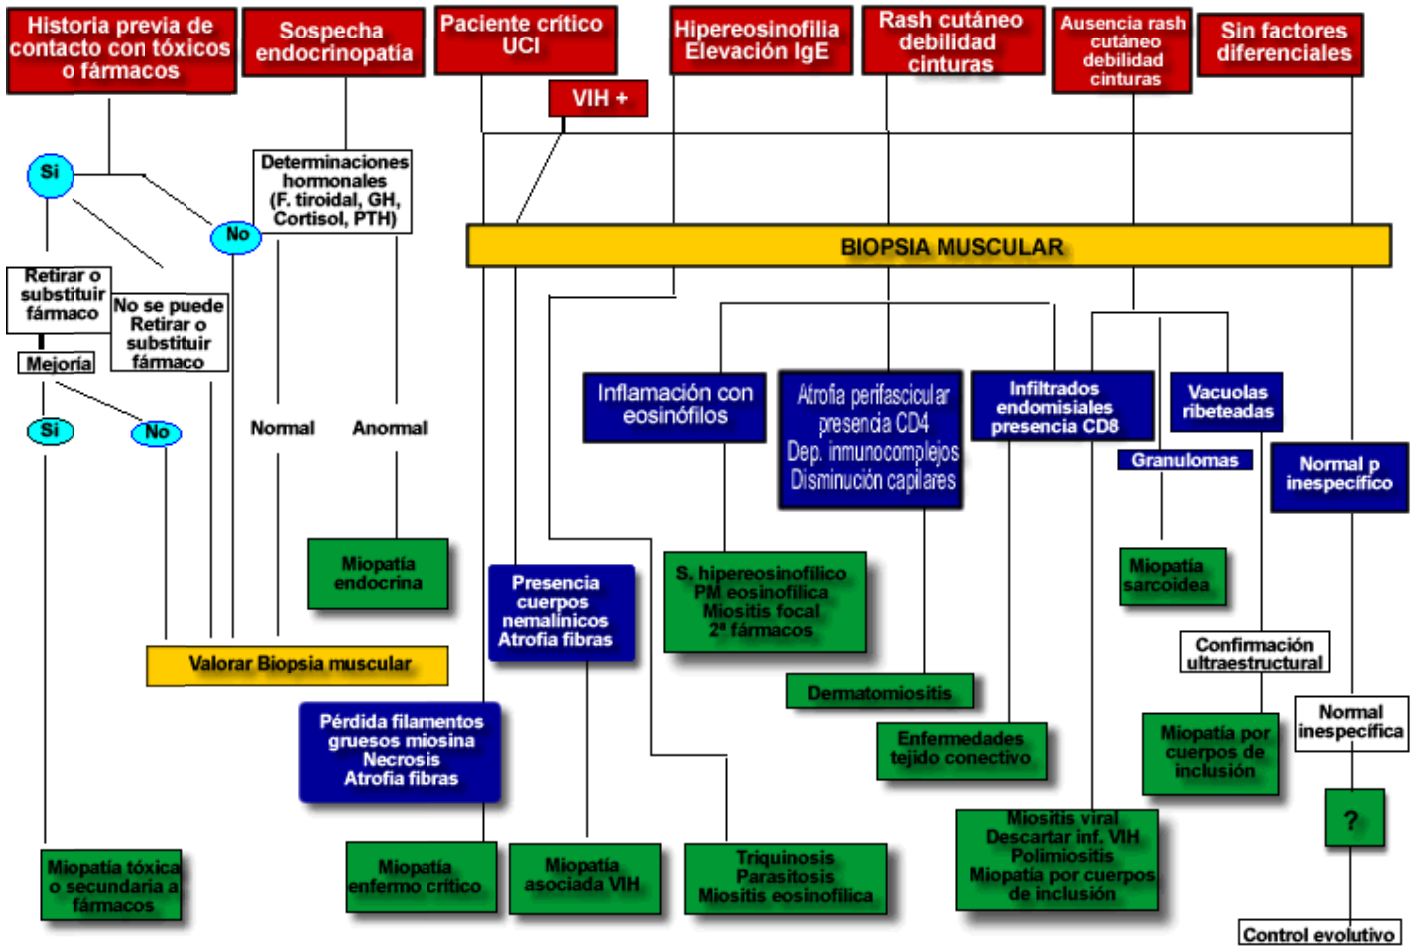 Historia previa de
contacto con tóxicos
o fármacos
Sospecha
endocrinopatía
Paciente crítico
UCI
VIH +
Hipereosinofilia
Elevación IgE
Rash cutáneo
debilidad
cinturas
Ausencia rash
cutáneo
debilidad
cinturas
Sin factores
diferenciales
Si
No
Determinaciones
hormonales
(F. tiroidal, GH,
Cortisol, PTH)
BIOPSIA MUSCULAR
Retirar o
substituir
fármaco
No se puede
Retirar o
substituir
fármaco
Mejoría
Si
No
Normal
Anormal
Inflamación con
eosinófilos
Atrofia perifascicular
presencia CD4
Dep. inmunocomplejos
Disminución capilares
Infiltrados
endomisiales
presencia CD8
Vacuolas
ribeteadas
Granulomas
Normal p
inespecífico
Miopatía
endocrina
Presencia
cuerpos
nemalínicos
Atrofia fibras
S. hipereosinofílico
PM eosinofílica
Miositis focal
2ª fármacos
Miopatía
sarcoidea
Confirmación
ultraestructural
Valorar Biopsia muscular
Dermatomiositis
Pérdida filamentos
gruesos miosina
Necrosis
Atrofia fibras
Enfermedades
tejido conectivo
Miopatía por
cuerpos de
inclusión
Normal
inespecífica
?
Miopatía tóxica
o secundaria a
fármacos
Miopatía
enfermo crítico
Miopatía
asociada VIH
Triquinosis
Parasitosis
Miositis eosinofílica
Miositis viral
Descartar inf. VIH
Polimiositis
Miopatía por cuerpos
de inclusión
Control evolutivo